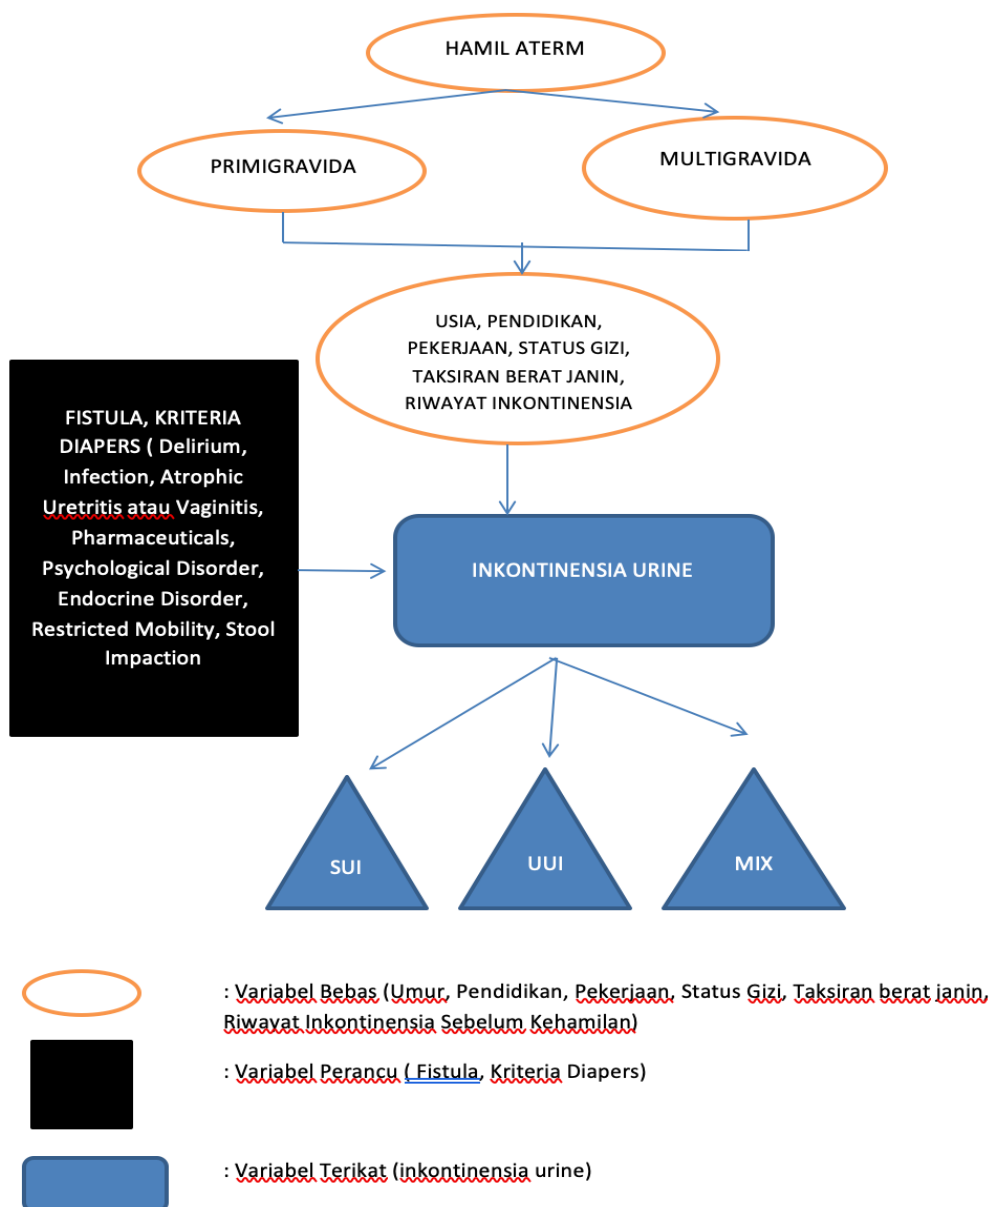 HAMIL ATERM
PRIMIGRAVIDA
MULTIGRAVIDA
USIA, PENDIDIKAN,
PEKERJAAN, STATUS GIZI,
TAKSIRAN BERAT JANIN,
RIWAYAT INKONTINENSIA
FISTULA, KRITERIA
DIAPERS ( Delirium,
Infection, Atrophic
Uretritis atau Vaginitis,
Pharmaceuticals,
Psychological Disorder,
Endocrine Disorder,
Restricted Mobility, Stool
Impaction
INKONTINENSIA URINE
SUI
UUI
MIX
: Variabel Bebas (Umur, Pendidikan, Pekerjaan, Status Gizi, Taksiran berat janin,
Riwayat Inkontinensia Sebelum Kehamilan)
: Variabel Perancu ( Fistula, Kriteria Diapers)
: Variabel Terikat (inkontinensia urine)